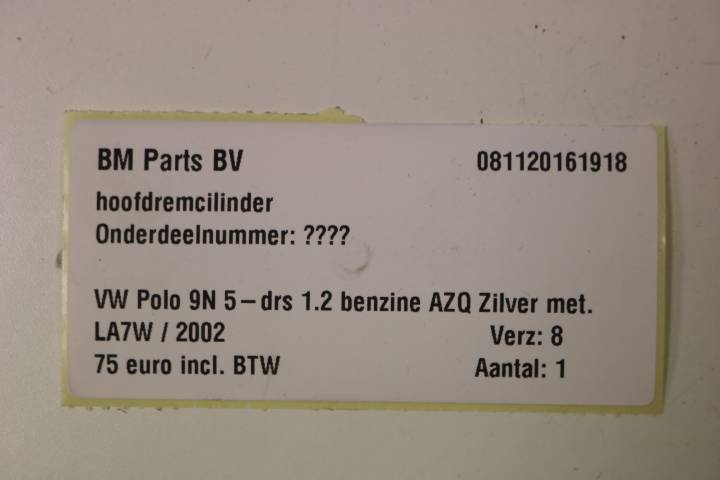 BM Parts BV 081120161918
hoofdremcilinder
Onderdeelnummer: ????
VW Polo 9N 5-drs 1.2 benzine AZQ Zilver met.
LA7W / 2002 Verz: 8
75 euro incl. BTW Aantal: 1